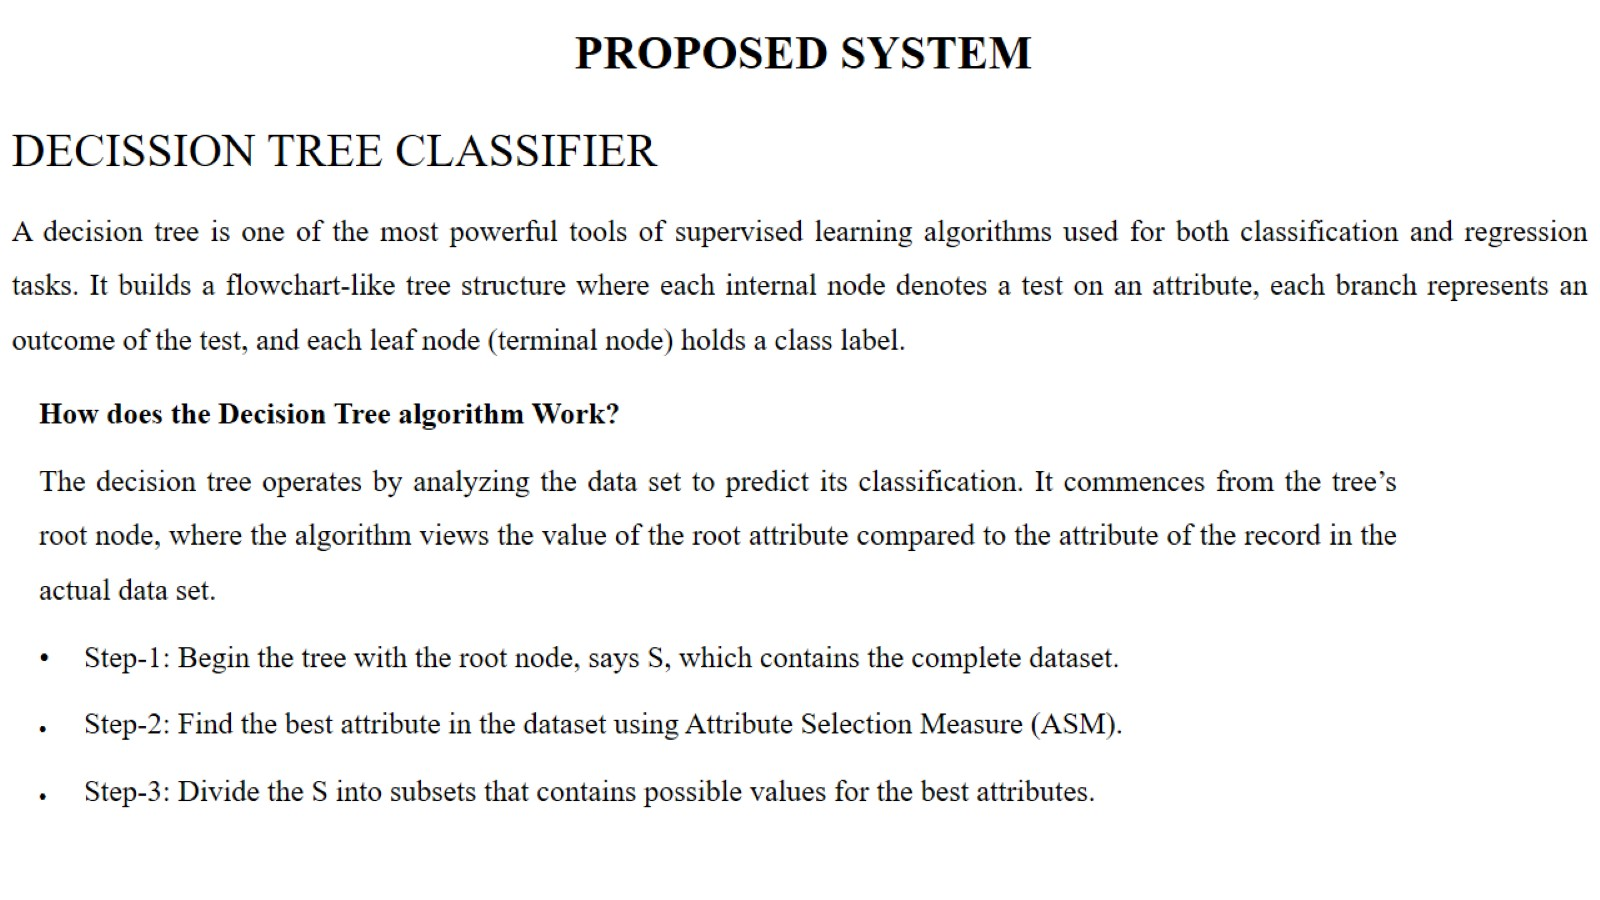 PROPOSED SYSTEM
DECISSION TREE CLASSIFIER
A decision tree is one of the most powerful tools of supervised learning algorithms used for both classification and regression
tasks. It builds a flowchart-like tree structure where each internal node denotes a test on an attribute, each branch represents an
outcome of the test, and each leaf node (terminal node) holds a class label.
How does the Decision Tree algorithm Work?
The decision tree operates by analyzing the data set to predict its classification. It commences from the tree’s
root node, where the algorithm views the value of the root attribute compared to the attribute of the record in the
actual data set.
• Step-1: Begin the tree with the root node, says S, which contains the complete dataset.
• Step-2: Find the best attribute in the dataset using Attribute Selection Measure (ASM).
• Step-3: Divide the S into subsets that contains possible values for the best attributes.